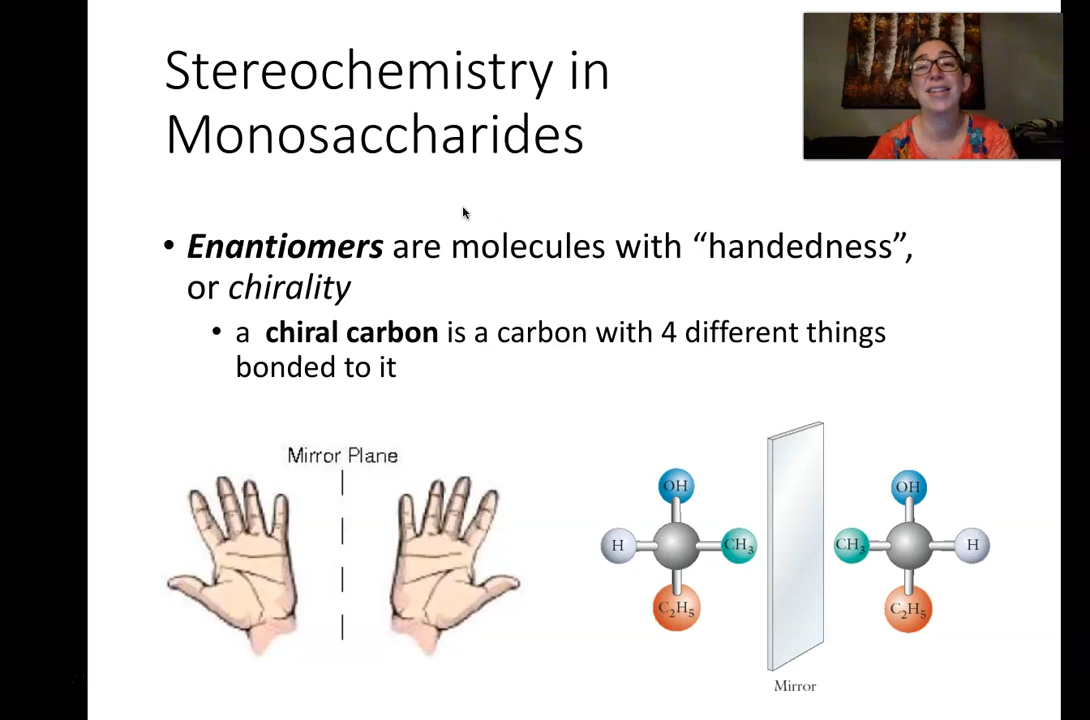 Stereochemistry in
Monosaccharides
• Enantiomers are molecules with “handedness”,
or chirality
• a chiral carbon is a carbon with 4 different things
bonded to it
Mirror Plane
OH
H
CH₃
C₂H₅
OH
CH₃
H
C₂H₅
Mirror